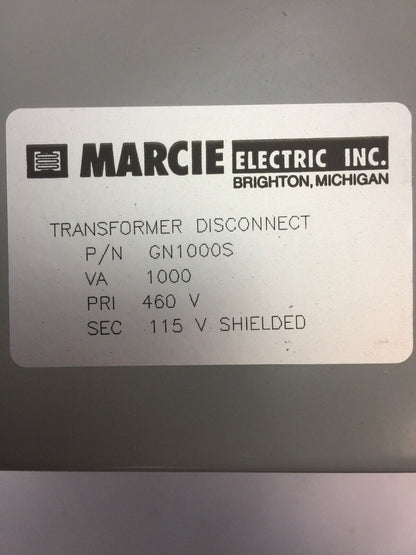 MARCIE ELECTRIC INC.
BRIGHTON, MICHIGAN
TRANSFORMER DISCONNECT
P/N GN1000S
VA 1000
PRI 460 V
SEC 115 V SHIELDED